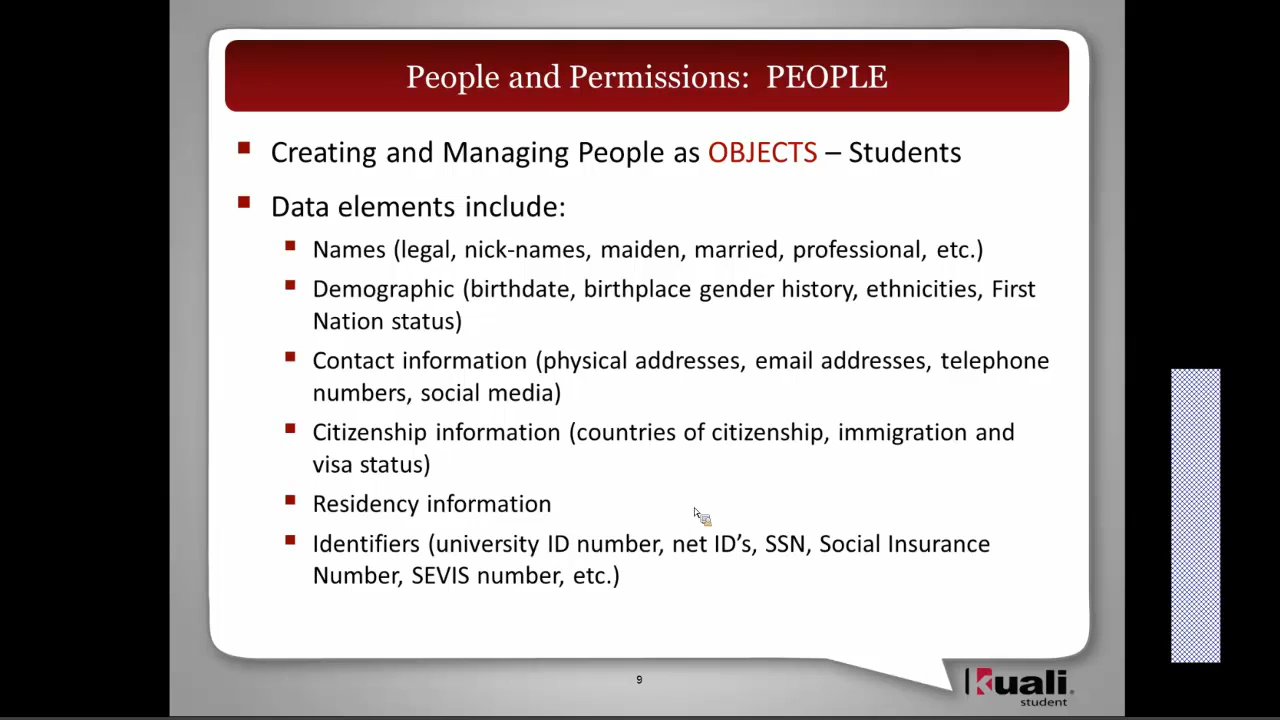 People and Permissions: PEOPLE
Creating and Managing People as OBJECTS – Students
Data elements include:
Names (legal, nick-names, maiden, married, professional, etc.)
Demographic (birthdate, birthplace gender history, ethnicities, First
Nation status)
Contact information (physical addresses, email addresses, telephone
numbers, social media)
Citizenship information (countries of citizenship, immigration and
visa status)
Residency information
Identifiers (university ID number, net ID’s, SSN, Social Insurance
Number, SEVIS number, etc.)
9
Kuali
student